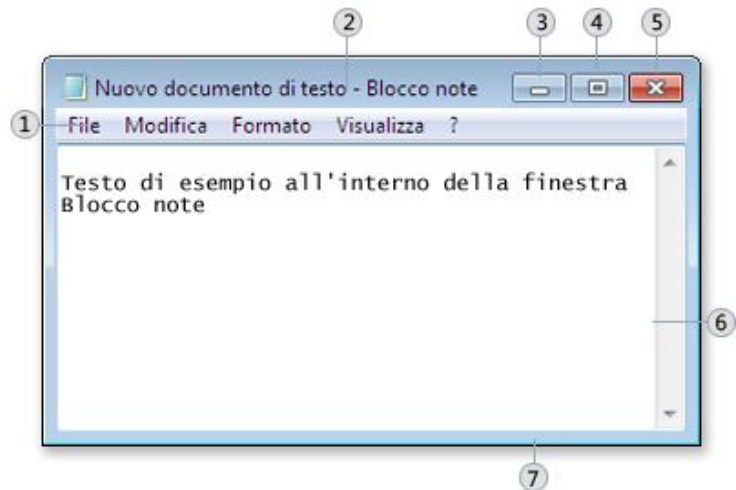 2 3 4 5
Nuovo documento di testo - Blocco note
1
File Modifica Formato Visualizza ?
Testo di esempio all'interno della finestra
Blocco note
6
7